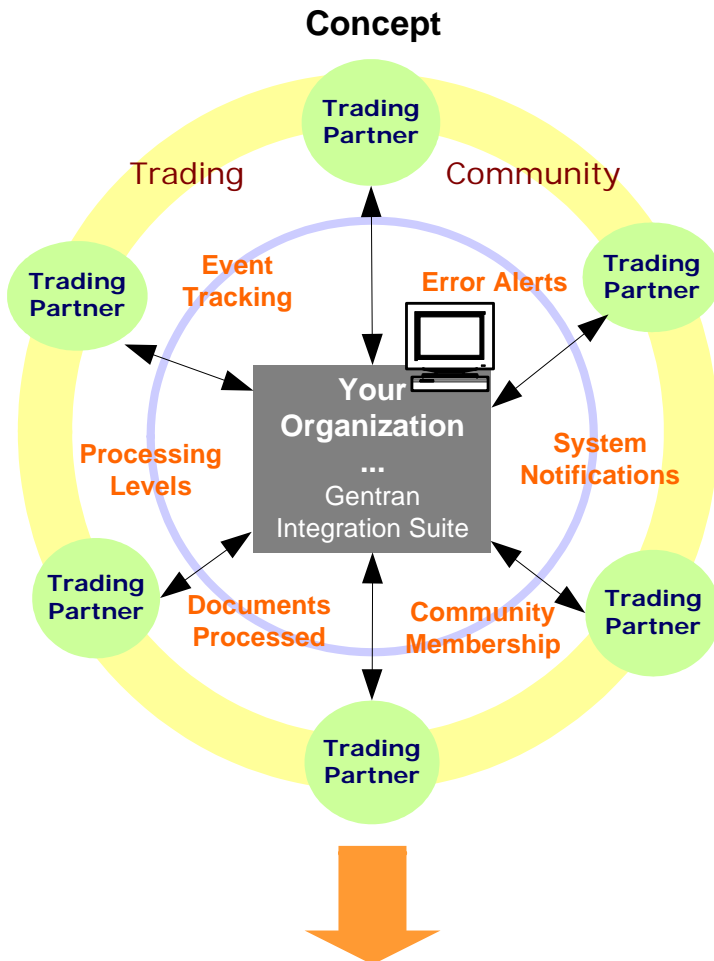 Concept
Trading
Partner
Trading
Community
Trading
Partner
Trading
Partner
Event
Tracking
Error Alerts
Your
Organization
...
Gentran
Integration Suite
Processing
Levels
System
Notifications
Trading
Partner
Trading
Partner
Documents
Processed
Community
Membership
Trading
Partner